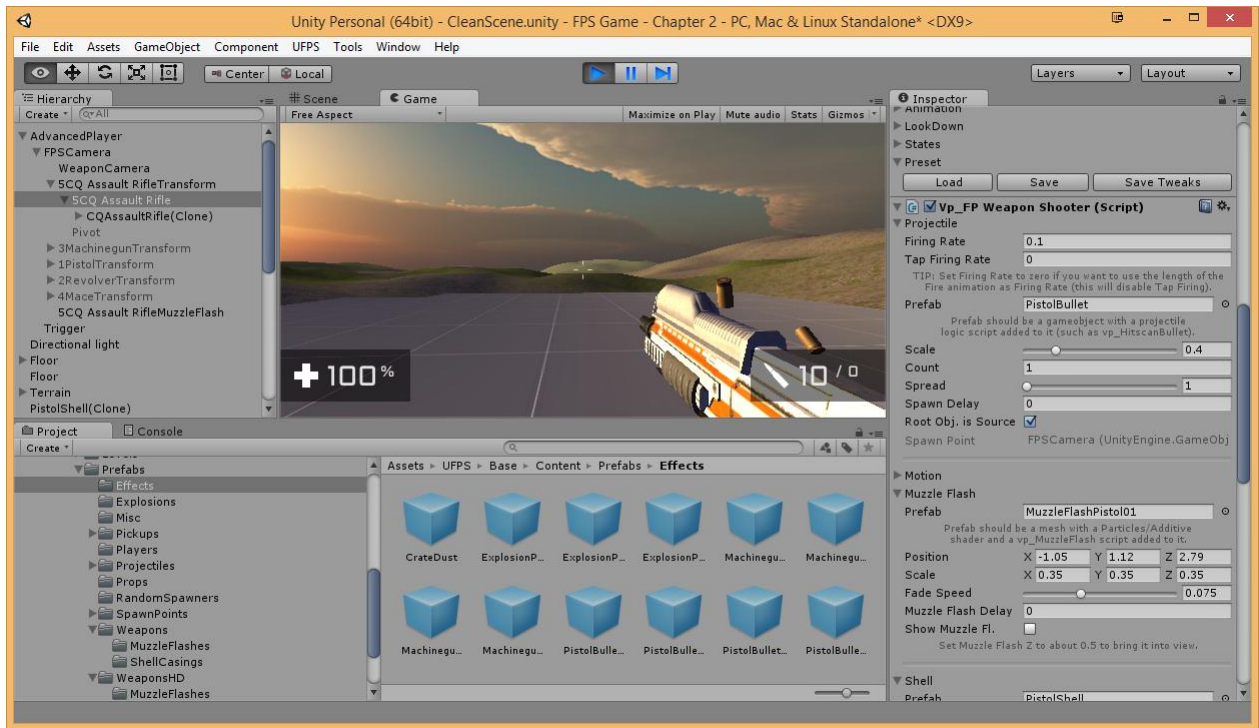 Unity Personal (64bit) - CleanScene.unity - FPS Game - Chapter 2 - PC, Mac & Linux Standalone* <DX9>
File Edit Assets GameObject Component UFPS Tools Window Help
Center Local Layers Layout
Hierarchy
Create All
AdvancedPlayer
FPSCamera
WeaponCamera
5CQ Assault RifleTransform
5CQ Assault Rifle
CQAssaultRifle(Clone)
Pivot
3MachinegunTransform
1PistolTransform
2RevolverTransform
4MaceTransform
5CQ Assault RifleMuzzleFlash
Trigger
Directional light
Floor
Floor
Terrain
PistolShell(Clone)
Scene Game
Free Aspect Maximize on Play Mute audio Stats Gizmos
100%
10 / 0
Project Console
Create
Prefabs
Effects
Explosions
Misc
Pickups
Players
Projectiles
Props
RandomSpawners
SpawnPoints
Weapons
MuzzleFlashes
ShellCasings
WeaponsHD
MuzzleFlashes
Assets UFPS Base Content Prefabs Effects
CrateDust ExplosionP... ExplosionP... ExplosionP... Machinegu... Machinegu...
Machinegu... Machinegu... PistolBulle... PistolBulle... PistolBullet... PistolBulle...
Inspector
Animation
LookDown
States
Preset
Load Save Save Tweaks
Vp_FP Weapon Shooter (Script)
Projectile
Firing Rate 0.1
Tap Firing Rate 0
TIP: Set Firing Rate to zero if you want to use the length of the
Fire animation as Firing Rate (this will disable Tap Firing).
Prefab PistolBullet
Prefab should be a gameobject with a projectile
logic script added to it (such as vp_HitscanBullet).
Scale 0.4
Count 1
Spread 1
Spawn Delay 0
Root Obj. is Source
Spawn Point FPSCamera (UnityEngine.GameObj
Motion
Muzzle Flash
Prefab MuzzleFlashPistol01
Prefab should be a mesh with a Particles/Additive
shader and a vp_MuzzleFlash script added to it.
Position X -1.05 Y 1.12 Z 2.79
Scale X 0.35 Y 0.35 Z 0.35
Fade Speed 0.075
Muzzle Flash Delay 0
Show Muzzle Fl.
Set Muzzle Flash Z to about 0.5 to bring it into view.
Shell
Prefab PistolShell